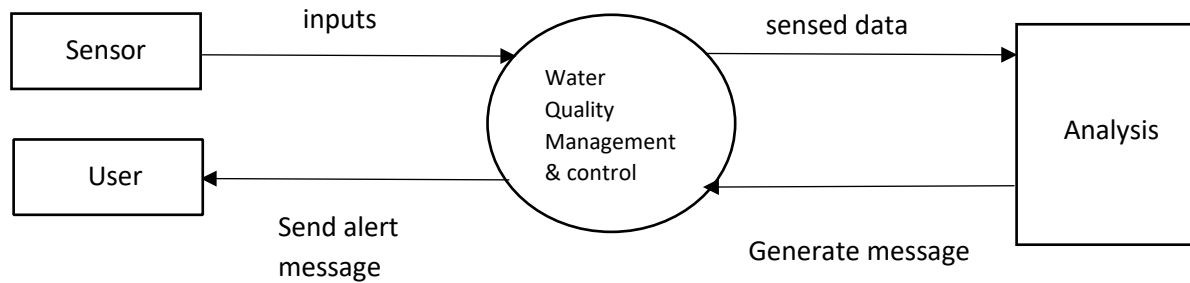 inputs
sensed data
Sensor
Water
Quality
Management
& control
Analysis
User
Send alert
message
Generate message